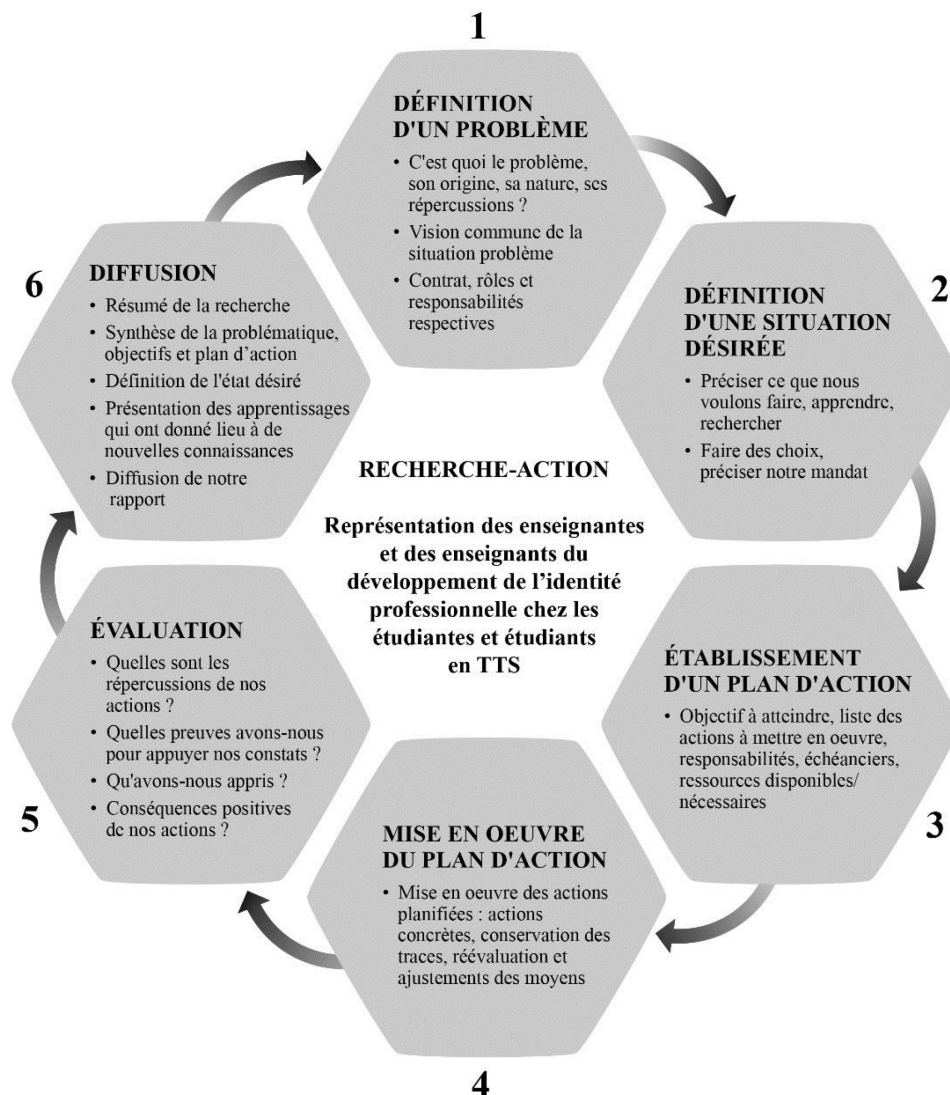 1
DÉFINITION
D'UN PROBLÈME
• C'est quoi le problème,
son origine, sa nature, ses
répercussions ?
• Vision commune de la
situation problème
• Contrat, rôles et
responsabilités
respectives
2
DÉFINITION
D'UNE SITUATION
DÉSIRÉE
• Préciser ce que nous
voulons faire, apprendre,
rechercher
• Faire des choix,
préciser notre mandat
3
ÉTABLISSEMENT
D'UN PLAN D'ACTION
• Objectif à atteindre, liste des
actions à mettre en oeuvre,
responsabilités, échéanciers,
ressources disponibles/
nécessaires
4
MISE EN OEUVRE
DU PLAN D'ACTION
• Mise en oeuvre des actions
planifiées : actions
concrètes, conservation des
traces, réévaluation et
ajustements des moyens
5
ÉVALUATION
• Quelles sont les
répercussions de nos
actions ?
• Quelles preuves avons-nous
pour appuyer nos constats ?
• Qu'avons-nous appris ?
• Conséquences positives
de nos actions ?
6
DIFFUSION
• Résumé de la recherche
• Synthèse de la problématique,
objectifs et plan d’action
• Définition de l'état désiré
• Présentation des apprentissages
qui ont donné lieu à de
nouvelles connaissances
• Diffusion de notre
rapport
RECHERCHE-ACTION
Représentation des enseignantes
et des enseignants du
développement de l’identité
professionnelle chez les
étudiantes et étudiants
en TTS